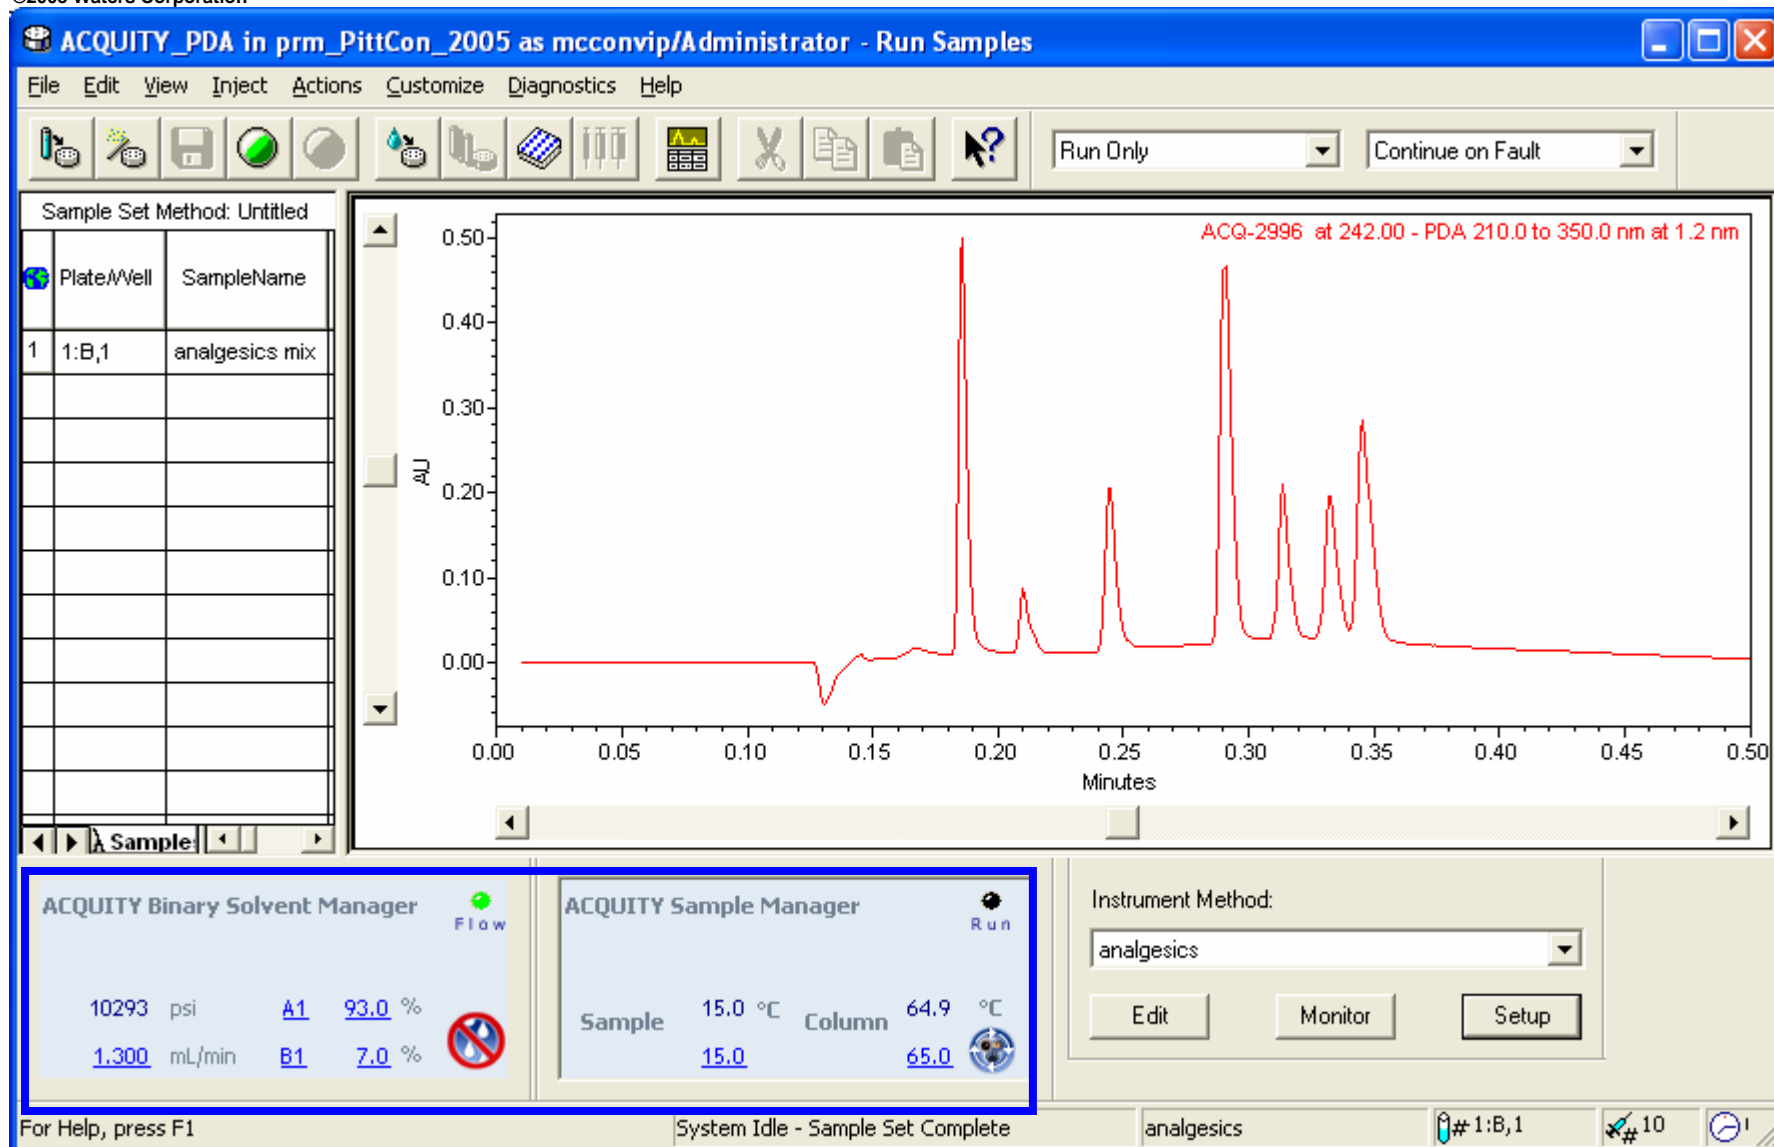 ©2005 Waters Corporation
ACQUITY_PDA in prm_PittCon_2005 as mcconvip/Administrator - Run Samples
File Edit View Inject Actions Customize Diagnostics Help
Run Only
Continue on Fault
Sample Set Method: Untitled
Plate/Well SampleName
1 1:B,1 analgesics mix
Samples
ACQ-2996 at 242.00 - PDA 210.0 to 350.0 nm at 1.2 nm
0.50
0.40
0.30
AU
0.20
0.10
0.00
0.00 0.05 0.10 0.15 0.20 0.25 0.30 0.35 0.40 0.45 0.50
Minutes
ACQUITY Binary Solvent Manager
Flow
10293 psi A1 93.0 %
1.300 mL/min B1 7.0 %
ACQUITY Sample Manager
Run
Sample 15.0 °C Column 64.9 °C
15.0 65.0
Instrument Method:
analgesics
Edit Monitor Setup
For Help, press F1
System Idle - Sample Set Complete
analgesics
#1:B,1
#10